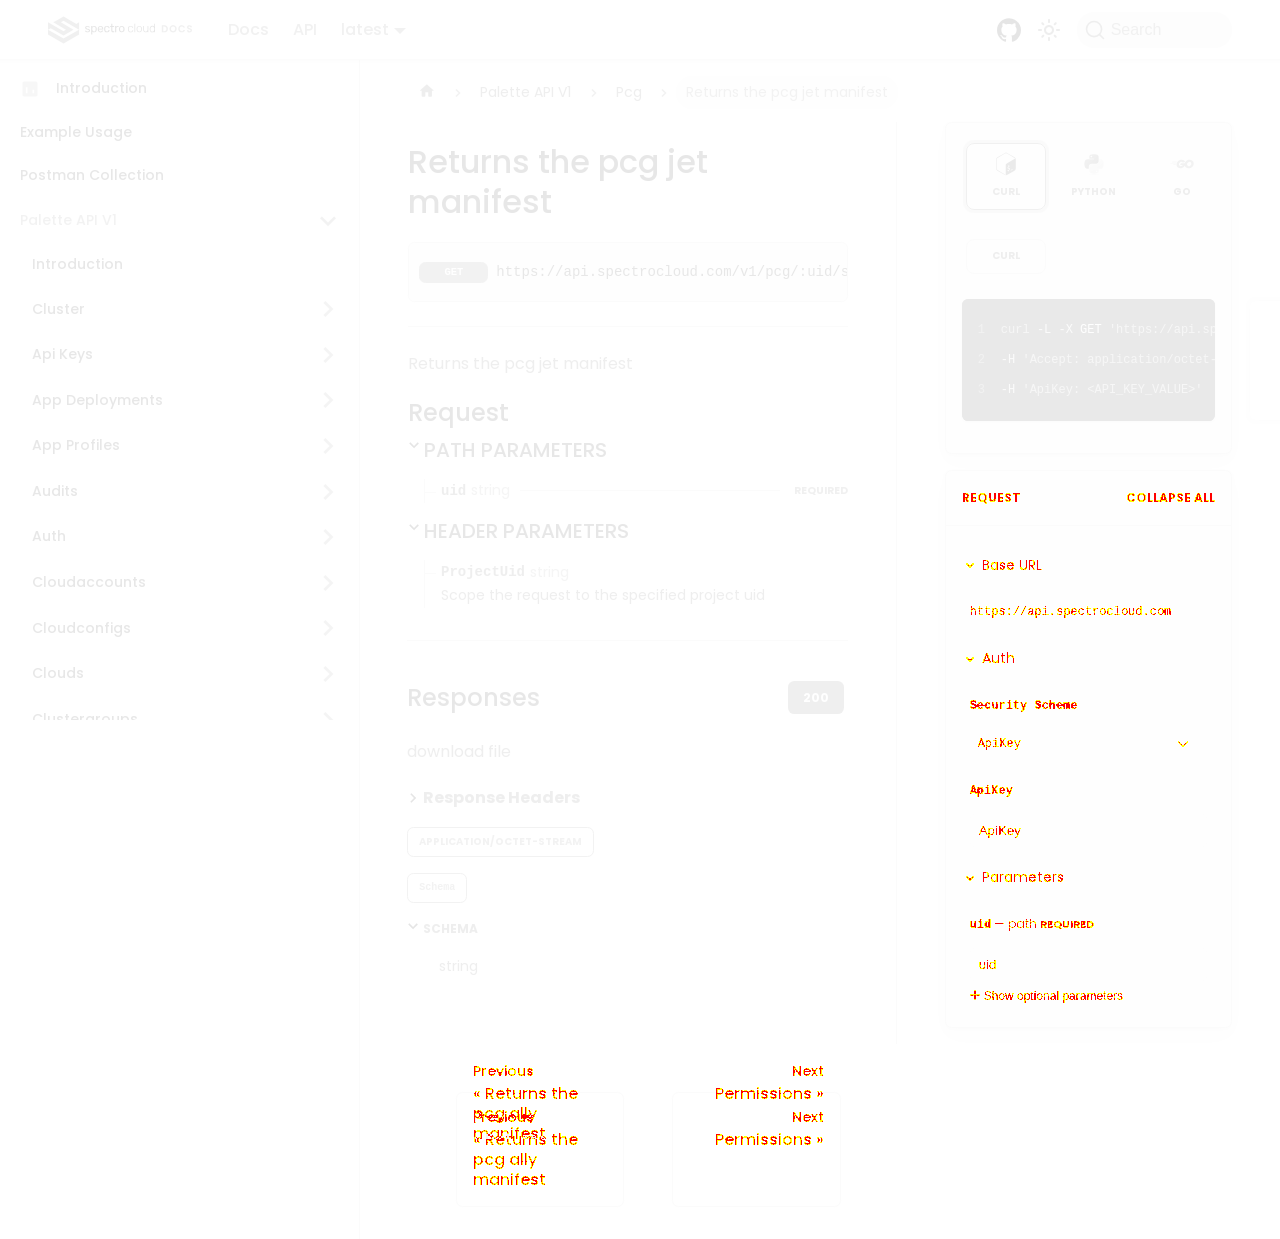 spectro cloud DOCS
Docs API latest
Search
Introduction
Example Usage
Postman Collection
Palette API V1
Introduction
Cluster
Api Keys
App Deployments
App Profiles
Audits
Auth
Cloudaccounts
Cloudconfigs
Clouds
Clustergroups
Palette API V1 Pcg Returns the pcg jet manifest
Returns the pcg jet
manifest
GET https://api.spectrocloud.com/v1/pcg/:uid/s
Returns the pcg jet manifest
Request
PATH PARAMETERS
uid string REQUIRED
HEADER PARAMETERS
ProjectUid string
Scope the request to the specified project uid
Responses
200
download file
Response Headers
APPLICATION/OCTET-STREAM
Schema
SCHEMA
string
CURL PYTHON GO
CURL
1 curl -L -X GET 'https://api.sp
2 -H 'Accept: application/octet-
3 -H 'ApiKey: <API_KEY_VALUE>'
REQUEST COLLAPSE ALL
Base URL
https://api.spectrocloud.com
Auth
Security Scheme
ApiKey
ApiKey
ApiKey
Parameters
uid — path REQUIRED
uid
Show optional parameters
Previous
« Returns the
pcg ally
manifest
Next
Permissions »
Previous
« Returns the
pcg ally
manifest
Next
Permissions »